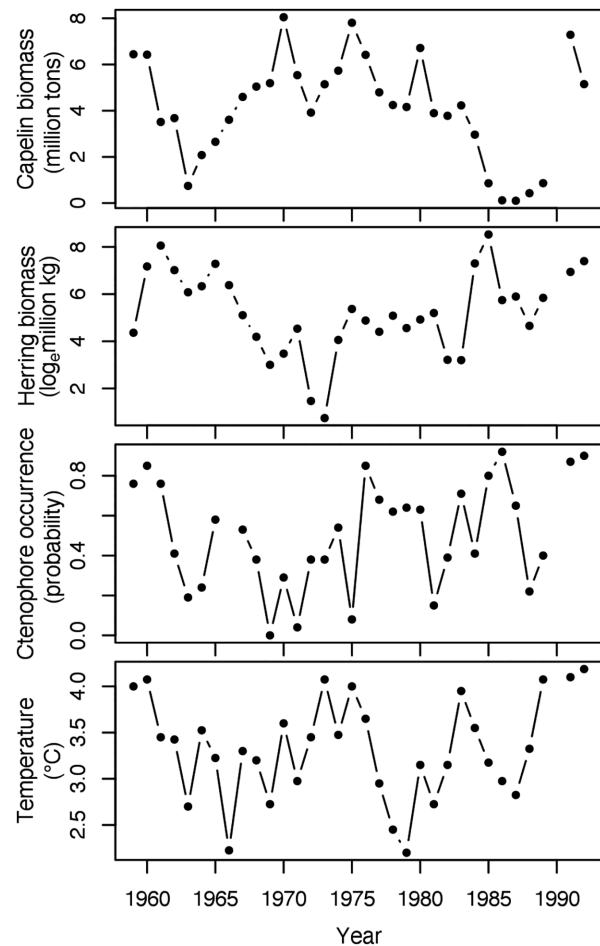 Capelin biomass
(million tons)
8
6
4
2
0
Herring biomass
(logemillion kg)
8
6
4
2
Ctenophore occurrence
(probability)
0.8
0.4
0.0
Temperature
(°C)
4.0
3.5
3.0
2.5
1960 1965 1970 1975 1980 1985 1990
Year